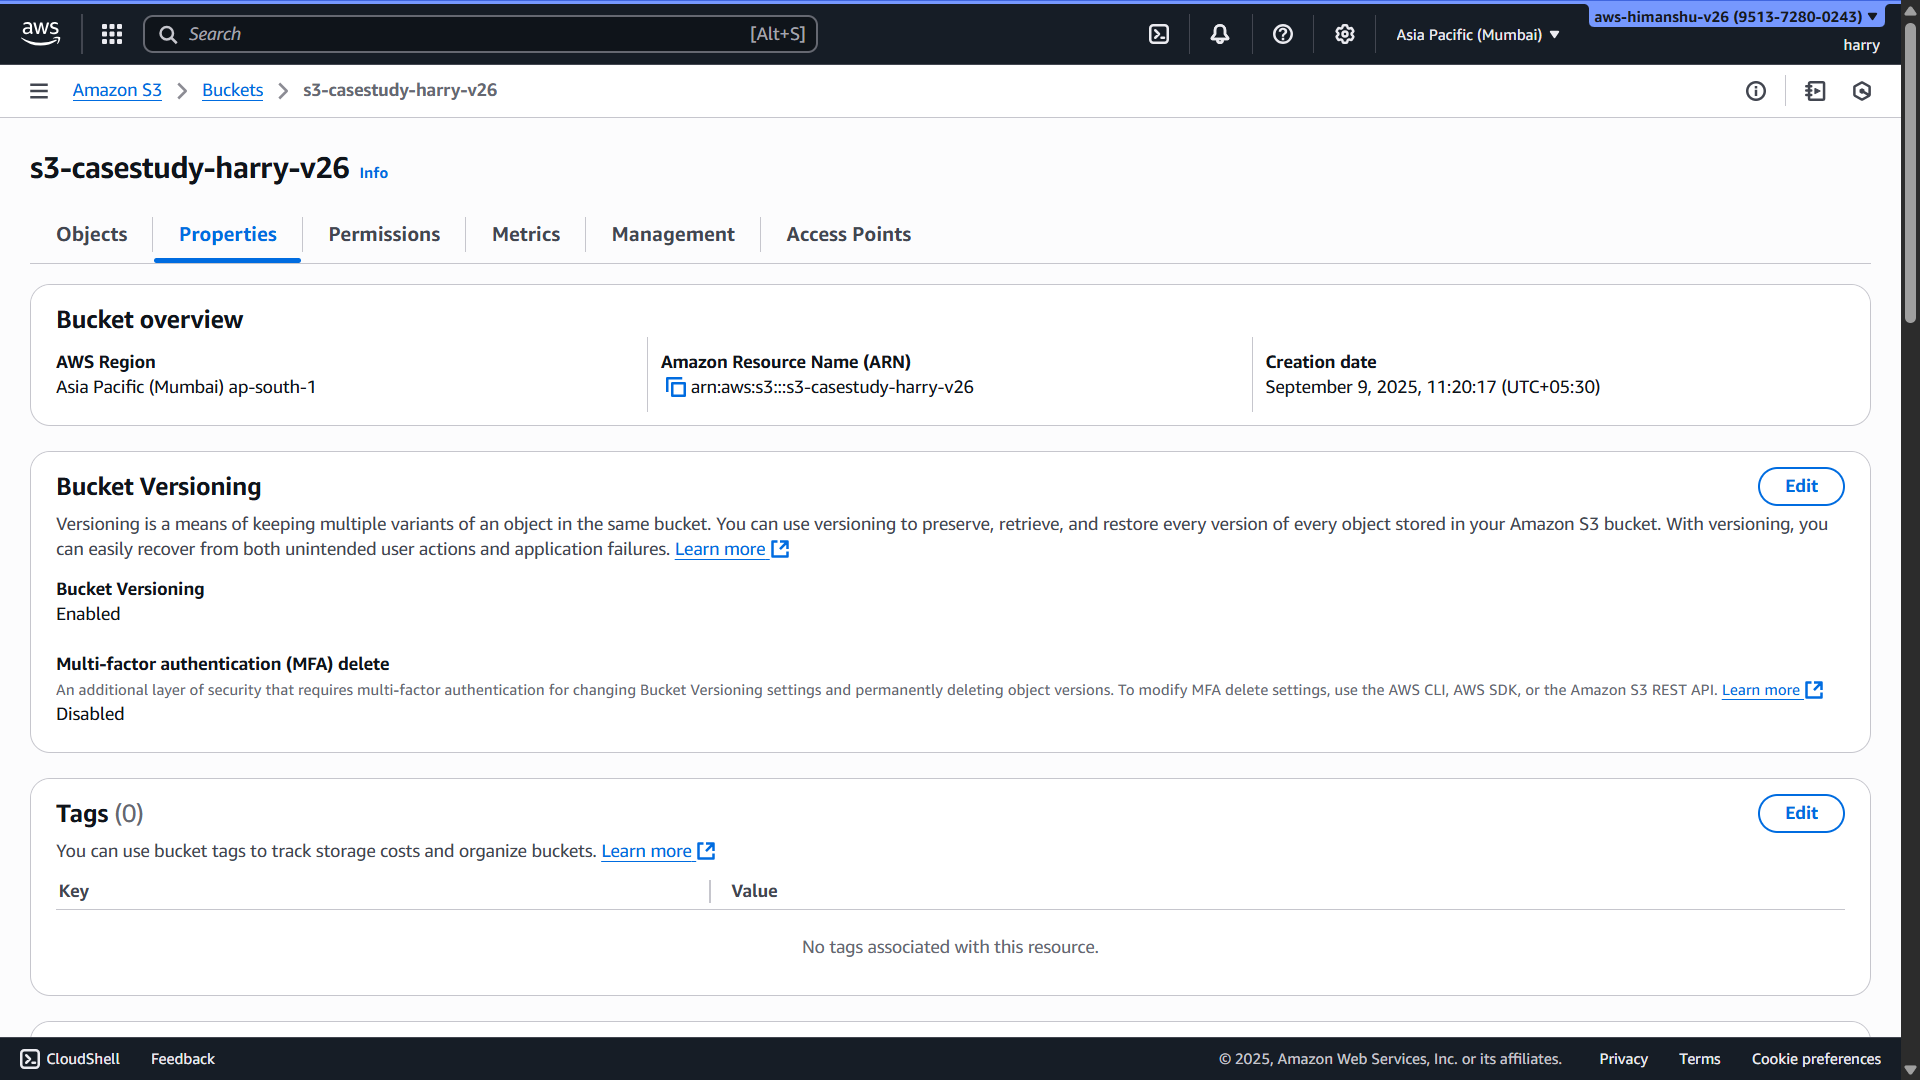 aws
Search
[Alt+S]
Asia Pacific (Mumbai)
aws-himanshu-v26 (9513-7280-0243)
harry
Amazon S3
Buckets
s3-casestudy-harry-v26
s3-casestudy-harry-v26 Info
Objects
Properties
Permissions
Metrics
Management
Access Points
Bucket overview
AWS Region
Asia Pacific (Mumbai) ap-south-1
Amazon Resource Name (ARN)
arn:aws:s3:::s3-casestudy-harry-v26
Creation date
September 9, 2025, 11:20:17 (UTC+05:30)
Bucket Versioning
Edit
Versioning is a means of keeping multiple variants of an object in the same bucket. You can use versioning to preserve, retrieve, and restore every version of every object stored in your Amazon S3 bucket. With versioning, you
can easily recover from both unintended user actions and application failures. Learn more
Bucket Versioning
Enabled
Multi-factor authentication (MFA) delete
An additional layer of security that requires multi-factor authentication for changing Bucket Versioning settings and permanently deleting object versions. To modify MFA delete settings, use the AWS CLI, AWS SDK, or the Amazon S3 REST API. Learn more
Disabled
Tags (0)
Edit
You can use bucket tags to track storage costs and organize buckets. Learn more
Key
Value
No tags associated with this resource.
CloudShell
Feedback
© 2025, Amazon Web Services, Inc. or its affiliates.
Privacy
Terms
Cookie preferences